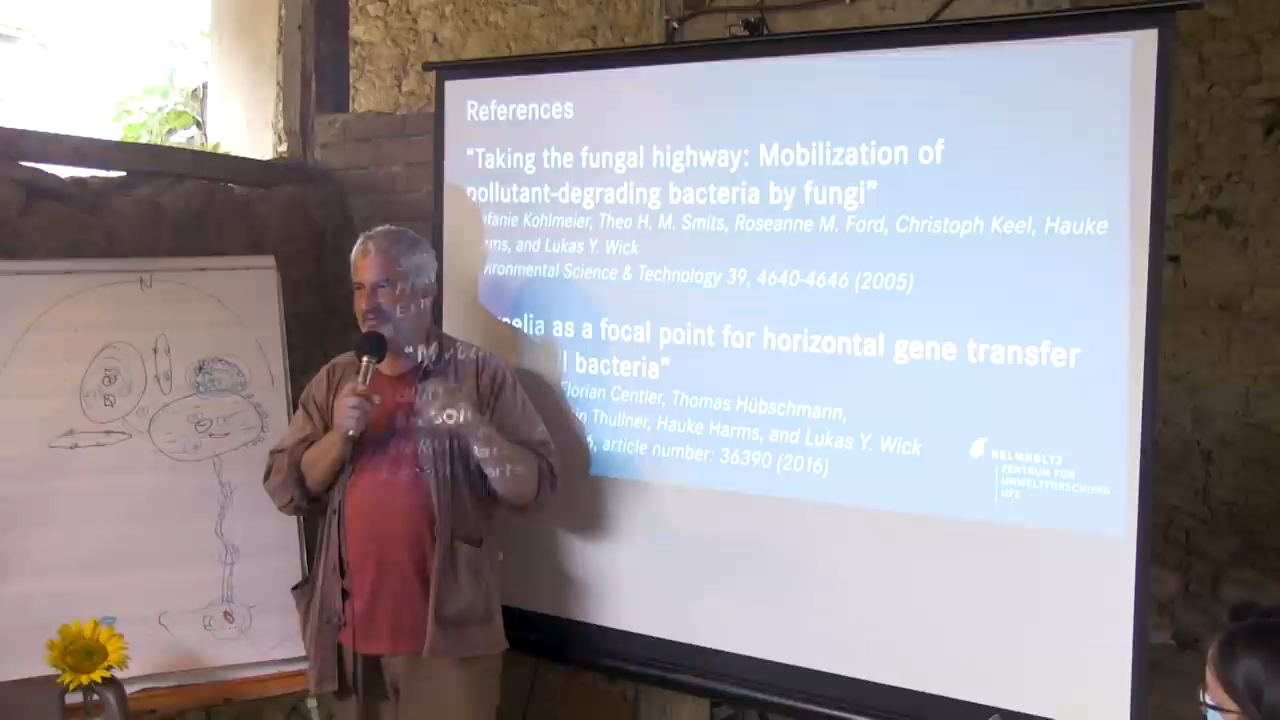 N
References
"Taking the fungal highway: Mobilization of
pollutant-degrading bacteria by fungi"
Kohlmeier, Theo H. M. Smits, Roseanne M. Ford, Christoph Keel, Hauke
and Lukas Y. Wick
Science & Technology 39, 4640-4646 (2005)
as a focal point for horizontal gene transfer
bacteria"
Florian Centler, Thomas Hübschmann,
Thullner, Hauke Harms, and Lukas Y. Wick
article number: 36390 (2016)
HELMHOLTZ
ZENTRUM FÜR
UMWELTFORSCHUNG
UFZ